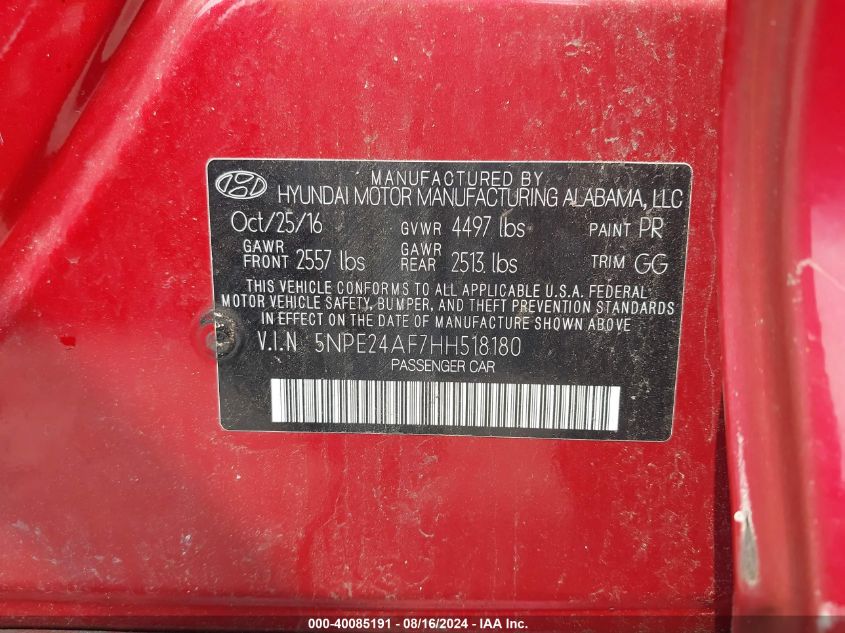 MANUFACTURED BY
HYUNDAI MOTOR MANUFACTURING ALABAMA, LLC
Oct/25/16 GVWR 4497 lbs PAINT PR
GAWR FRONT 2557 lbs GAWR REAR 2513 lbs TRIM GG
THIS VEHICLE CONFORMS TO ALL APPLICABLE U.S.A. FEDERAL
MOTOR VEHICLE SAFETY, BUMPER, AND THEFT PREVENTION STANDARDS
IN EFFECT ON THE DATE OF MANUFACTURE SHOWN ABOVE
V.I.N 5NPE24AF7HH518180
PASSENGER CAR
000-40085191 - 08/16/2024 - IAA Inc.